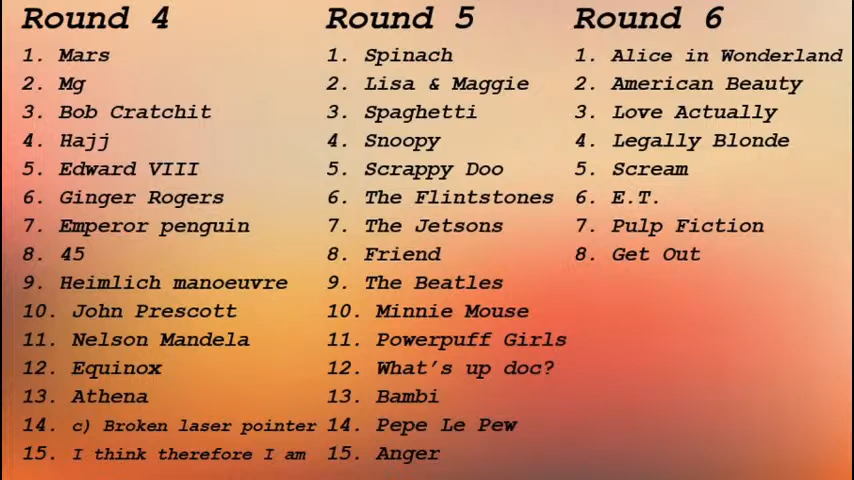 Round 4
1. Mars
2. Mg
3. Bob Cratchit
4. Hajj
5. Edward VIII
6. Ginger Rogers
7. Emperor penguin
8. 45
9. Heimlich manoeuvre
10. John Prescott
11. Nelson Mandela
12. Equinox
13. Athena
14. c) Broken laser pointer
15. I think therefore I am
Round 5
1. Spinach
2. Lisa & Maggie
3. Spaghetti
4. Snoopy
5. Scrappy Doo
6. The Flintstones
7. The Jetsons
8. Friend
9. The Beatles
10. Minnie Mouse
11. Powerpuff Girls
12. What's up doc?
13. Bambi
14. Pepe Le Pew
15. Anger
Round 6
1. Alice in Wonderland
2. American Beauty
3. Love Actually
4. Legally Blonde
5. Scream
6. E.T.
7. Pulp Fiction
8. Get Out